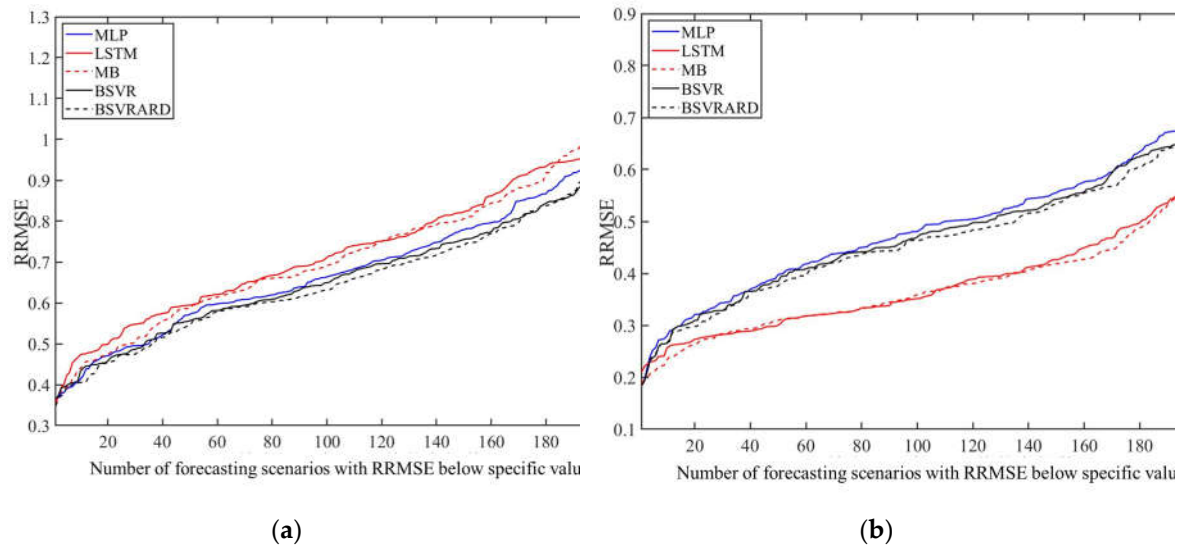 1.3
1.2
1.1
1
0.9
0.8
0.7
0.6
0.5
0.4
0.3
RRMSE
MLP
LSTM
MB
BSVR
BSVRARD
20 40 60 80 100 120 140 160 180
Number of forecasting scenarios with RRMSE below specific valu
(a)
0.9
0.8
0.7
0.6
0.5
0.4
0.3
0.2
0.1
RRMSE
MLP
LSTM
MB
BSVR
BSVRARD
20 40 60 80 100 120 140 160 180
Number of forecasting scenarios with RRMSE below specific valu
(b)